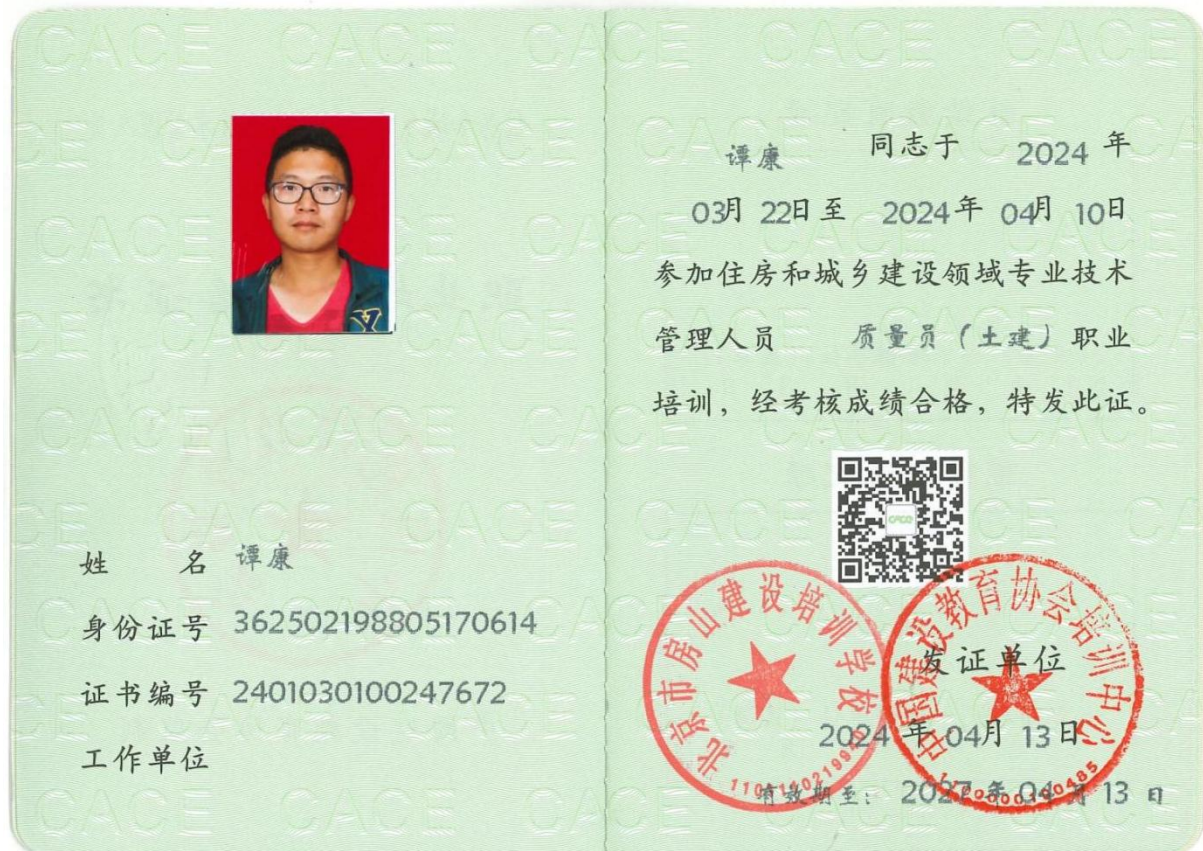 姓 名 谭康
身份证号 362502198805170614
证书编号 2401030100247672
工作单位
谭康 同志于 2024 年
03月 22日至 2024年 04月 10日
参加住房和城乡建设领域专业技术
管理人员 质量员(土建)职业
培训,经考核成绩合格,特发此证。
CACE
北京市房山建设培训学校
中国建设教育协会培训中心
发证单位
2024 年 04月 13日
有效期至: 2027 年 04 月 13 日